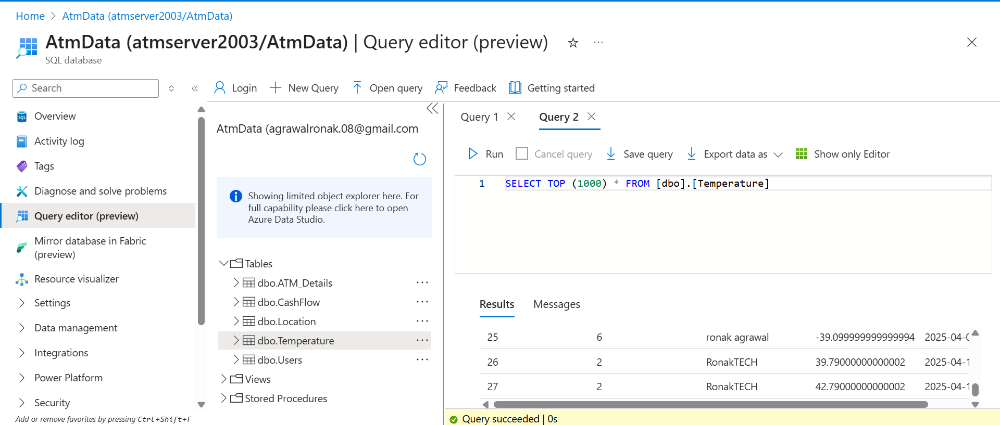 Home > AtmData (atmserver2003/AtmData)
AtmData (atmserver2003/AtmData) | Query editor (preview)
SQL database
Search
Login
New Query
Open query
Feedback
Getting started
Overview
Activity log
Tags
Diagnose and solve problems
Query editor (preview)
Mirror database in Fabric
(preview)
Resource visualizer
Settings
Data management
Integrations
Power Platform
Security
Add or remove favorites by pressing Ctrl+Shift+F
AtmData (agrawalronak.08@gmail.com
Showing limited object explorer here. For
full capability please click here to open
Azure Data Studio.
Tables
dbo.ATM_Details
dbo.CashFlow
dbo.Location
dbo.Temperature
dbo.Users
Views
Stored Procedures
Query 1 Query 2
Run Cancel query Save query Export data as Show only Editor
1 SELECT TOP (1000) * FROM [dbo].[Temperature]
Results Messages
25 6 ronak agrawal -39.099999999999994 2025-04-0
26 2 RonakTECH 39.79000000000002 2025-04-1
27 2 RonakTECH 42.79000000000002 2025-04-1
Query succeeded | 0s